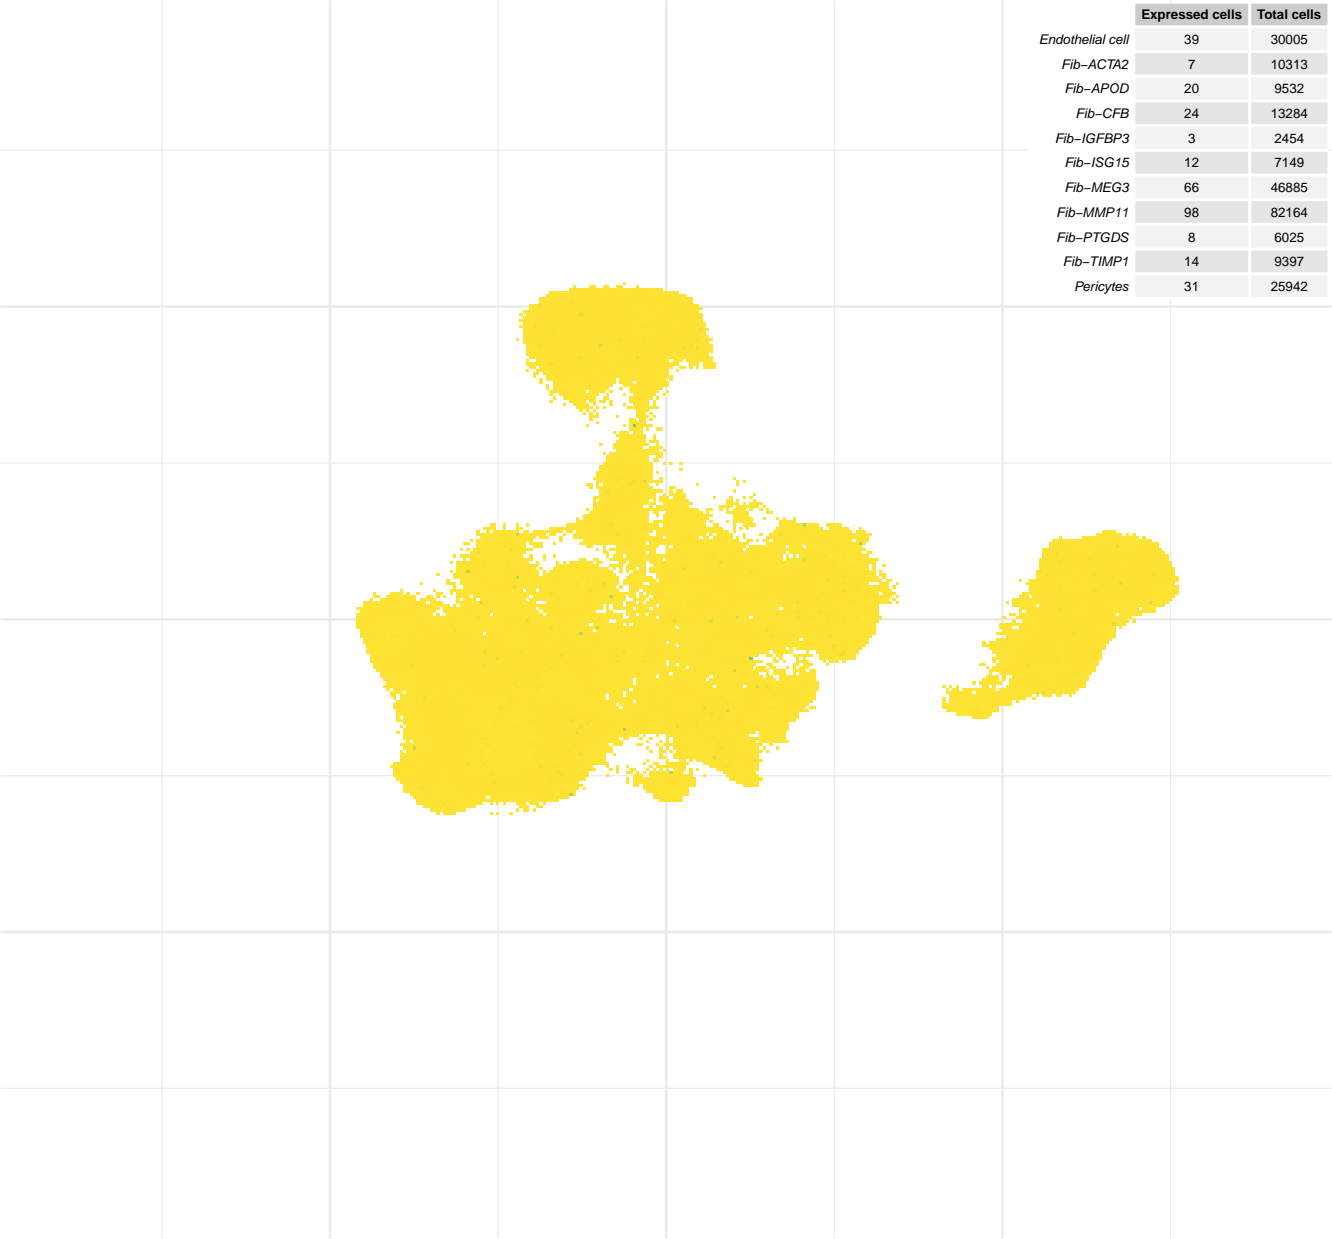 Expressed cells Total cells
Endothelial cell 39 30005
Fib−ACTA2 7 10313
Fib−APOD 20 9532
Fib−CFB 24 13284
Fib−IGFBP3 3 2454
Fib−ISG15 12 7149
Fib−MEG3 66 46885
Fib−MMP11 98 82164
Fib−PTGDS 8 6025
Fib−TIMP1 14 9397
Pericytes 31 25942